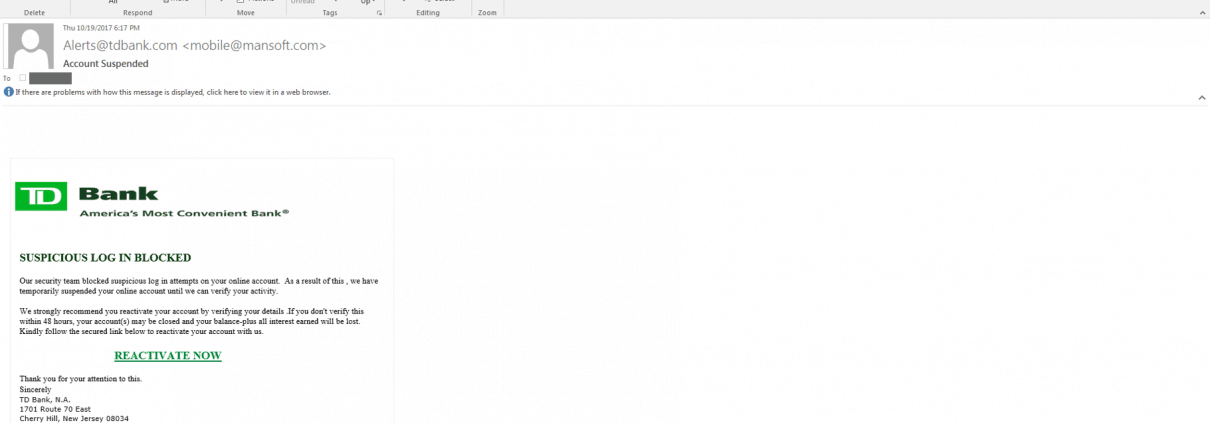 Delete
Respond
Move
Tags
Editing
Zoom
Thu 10/19/2017 6:17 PM
Alerts@tdbank.com <mobile@mansoft.com>
Account Suspended
To
If there are problems with how this message is displayed, click here to view it in a web browser.
TD Bank
America's Most Convenient Bank®
SUSPICIOUS LOG IN BLOCKED
Our security team blocked suspicious log in attempts on your online account.  As a result of this , we have
temporarily suspended your online account until we can verify your activity.
We strongly recommend you reactivate your account by verifying your details .If you don't verify this
within 48 hours, your account(s) may be closed and your balance-plus all interest earned will be lost.
Kindly follow the secured link below to reactivate your account with us.
REACTIVATE NOW
Thank you for your attention to this.
Sincerely
TD Bank, N.A.
1701 Route 70 East
Cherry Hill, New Jersey 08034